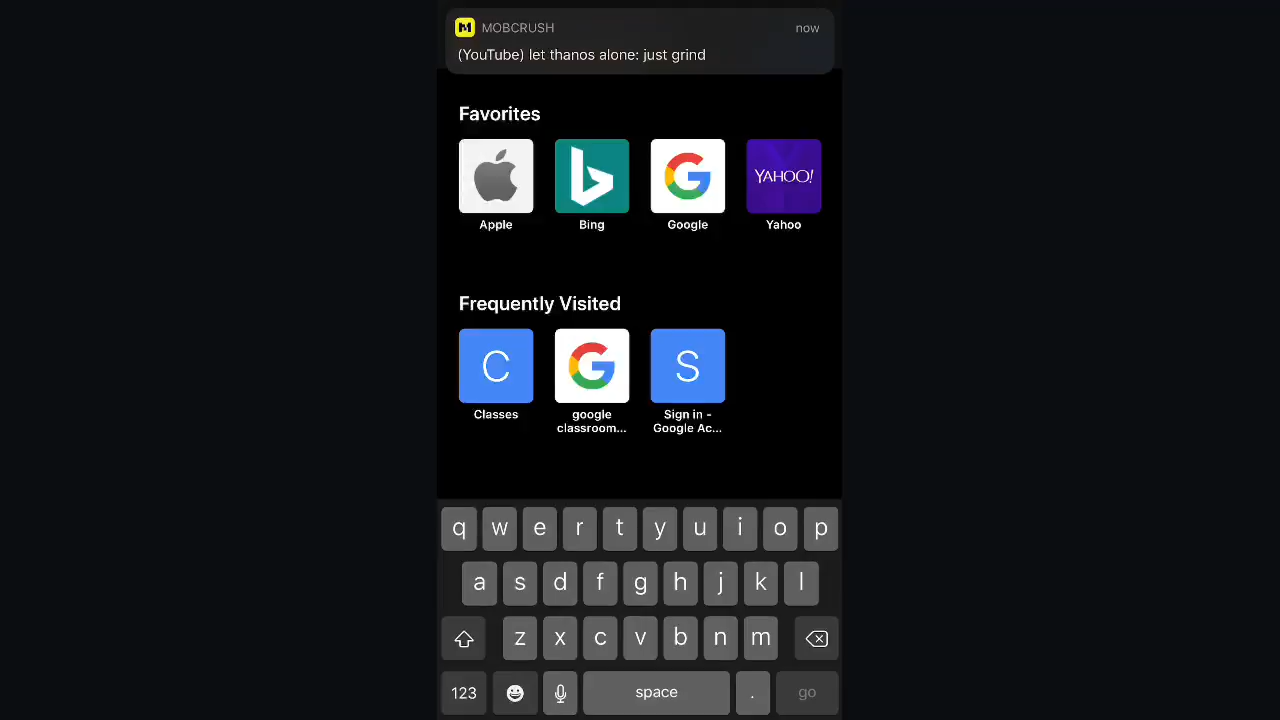 MOBCRUSH now
(YouTube) let thanos alone: just grind
Favorites
YAHOO!
Apple Bing Google Yahoo
Frequently Visited
C S
Classes google classroom... Sign in - Google Ac...
q w e r t y u i o p
a s d f g h j k l
z x c v b n m
123 space . go